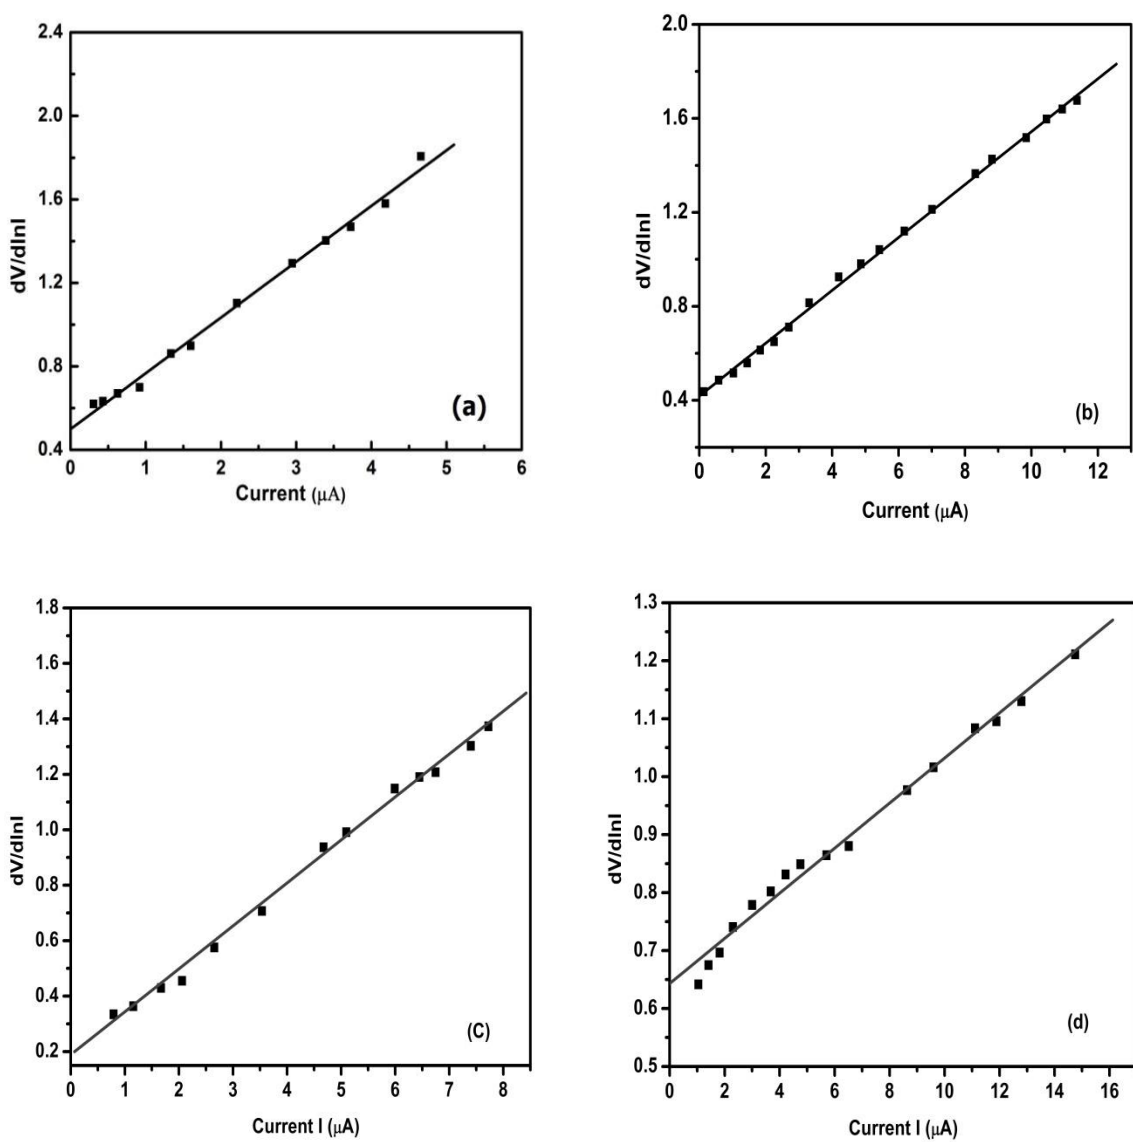 2.4
2.0
1.6
1.2
0.8
0.4
dV/dlnI
(a)
0 1 2 3 4 5 6
Current (μA)
2.0
1.6
1.2
0.8
0.4
dV/dlnI
(b)
0 2 4 6 8 10 12
Current (μA)
1.8
1.6
1.4
1.2
1.0
0.8
0.6
0.4
0.2
dV/dlnI
(C)
0 1 2 3 4 5 6 7 8
Current I (μA)
1.3
1.2
1.1
1.0
0.9
0.8
0.7
0.6
0.5
dV/dlnI
(d)
0 2 4 6 8 10 12 14 16
Current I (μA)